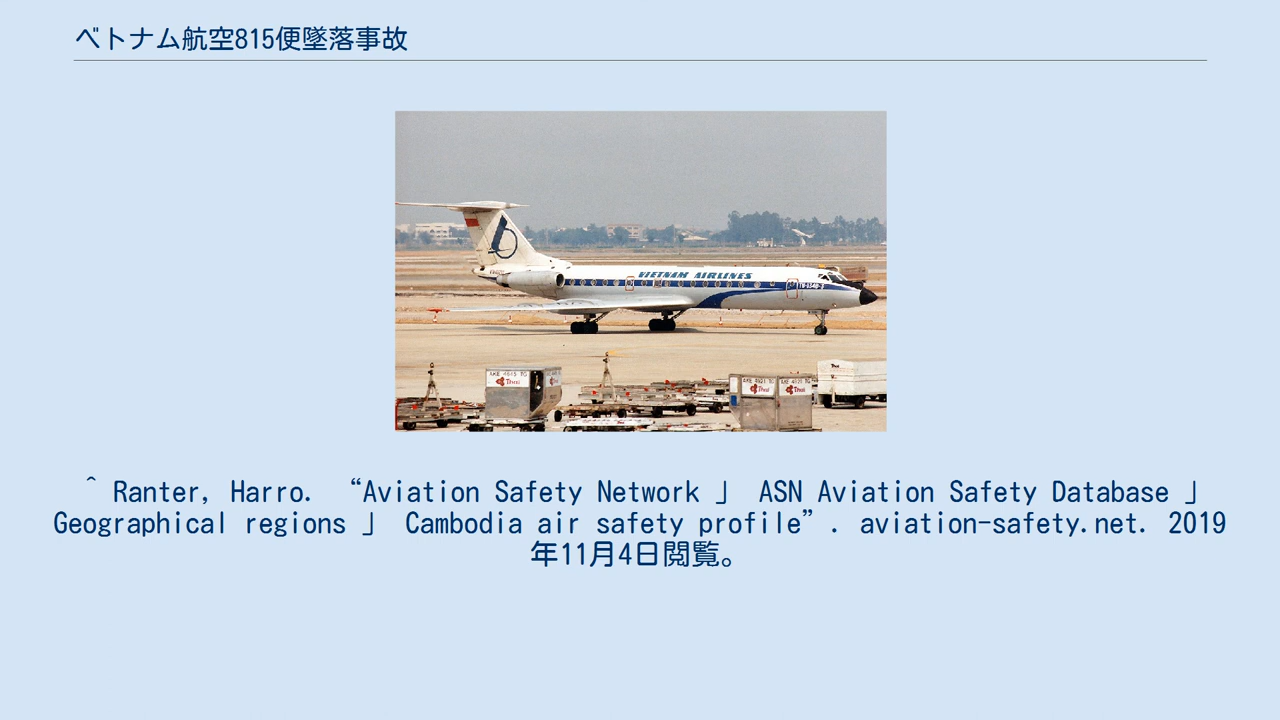 ベトナム航空815便墜落事故
VIETNAM AIRLINES
^ Ranter, Harro. “Aviation Safety Network 」 ASN Aviation Safety Database 」
Geographical regions 」 Cambodia air safety profile”. aviation-safety.net. 2019
年11月4日閲覧。